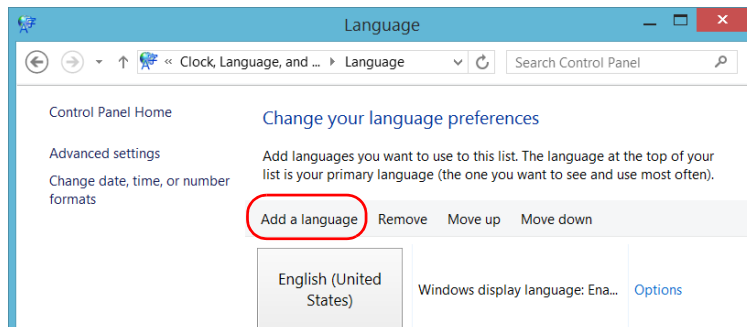 Language
« Clock, Language, and ... Language
Search Control Panel
Control Panel Home
Advanced settings
Change date, time, or number
formats
Change your language preferences
Add languages you want to use to this list. The language at the top of your
list is your primary language (the one you want to see and use most often).
Add a language Remove Move up Move down
English (United
States)
Windows display language: Ena...
Options